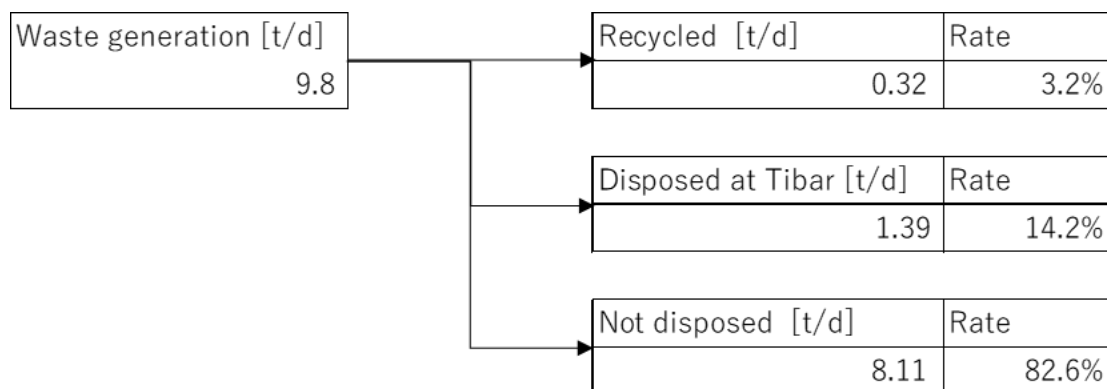 Waste generation [t/d]
9.8
Recycled [t/d] Rate
0.32 3.2%
Disposed at Tibar [t/d] Rate
1.39 14.2%
Not disposed [t/d] Rate
8.11 82.6%